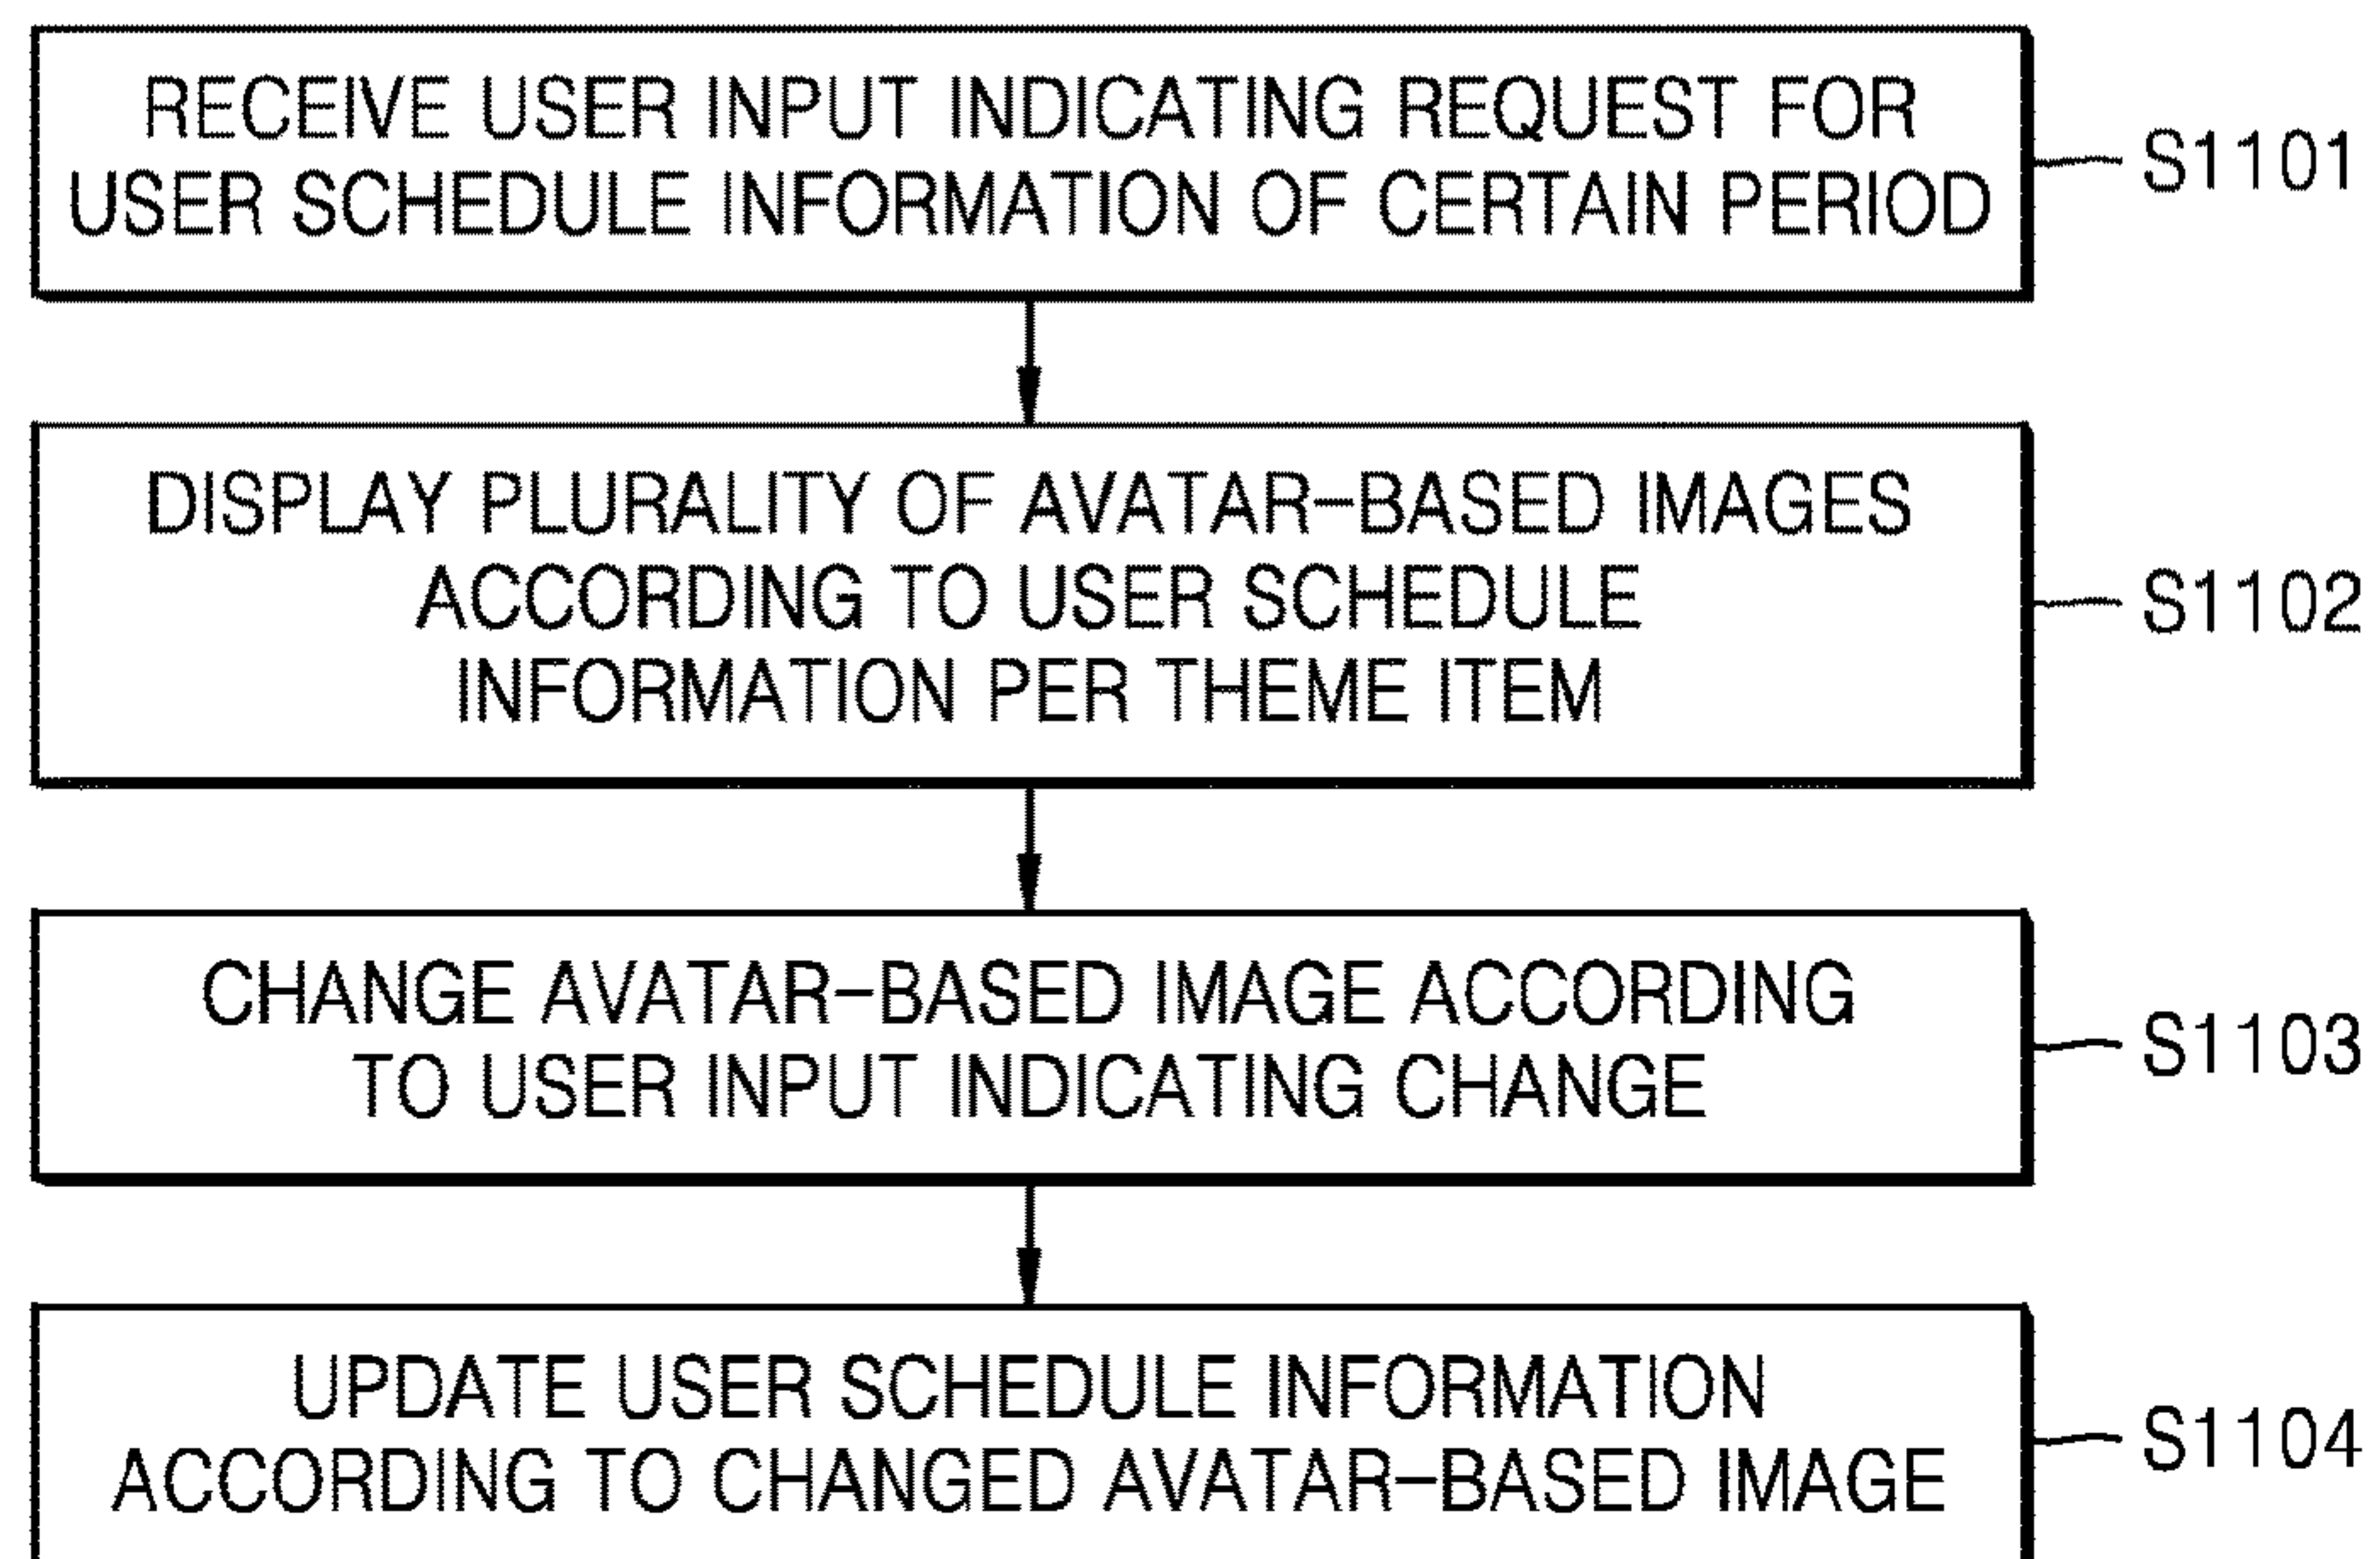 RECEIVE USER INPUT INDICATING REQUEST FOR
USER SCHEDULE INFORMATION OF CERTAIN PERIOD
S1101
DISPLAY PLURALITY OF AVATAR-BASED IMAGES
ACCORDING TO USER SCHEDULE
INFORMATION PER THEME ITEM
S1102
CHANGE AVATAR-BASED IMAGE ACCORDING
TO USER INPUT INDICATING CHANGE
S1103
UPDATE USER SCHEDULE INFORMATION
ACCORDING TO CHANGED AVATAR-BASED IMAGE
S1104